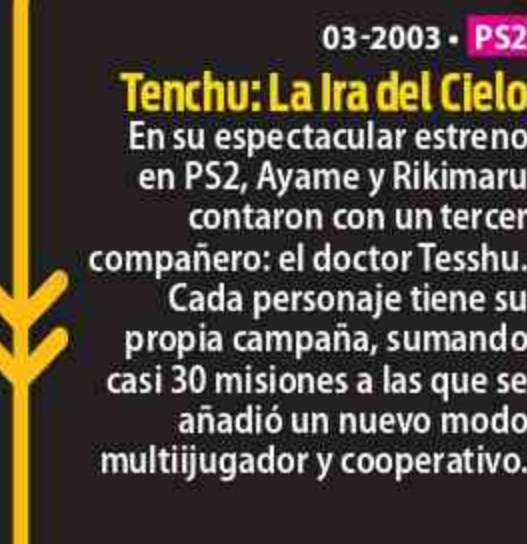 03-2003 • PS2
Tenchu: La Ira del Cielo
En su espectacular estreno
en PS2, Ayame y Rikimaru
contaron con un tercer
compañero: el doctor Tesshu.
Cada personaje tiene su
propia campaña, sumando
casi 30 misiones a las que se
añadió un nuevo modo
multiijugador y cooperativo.